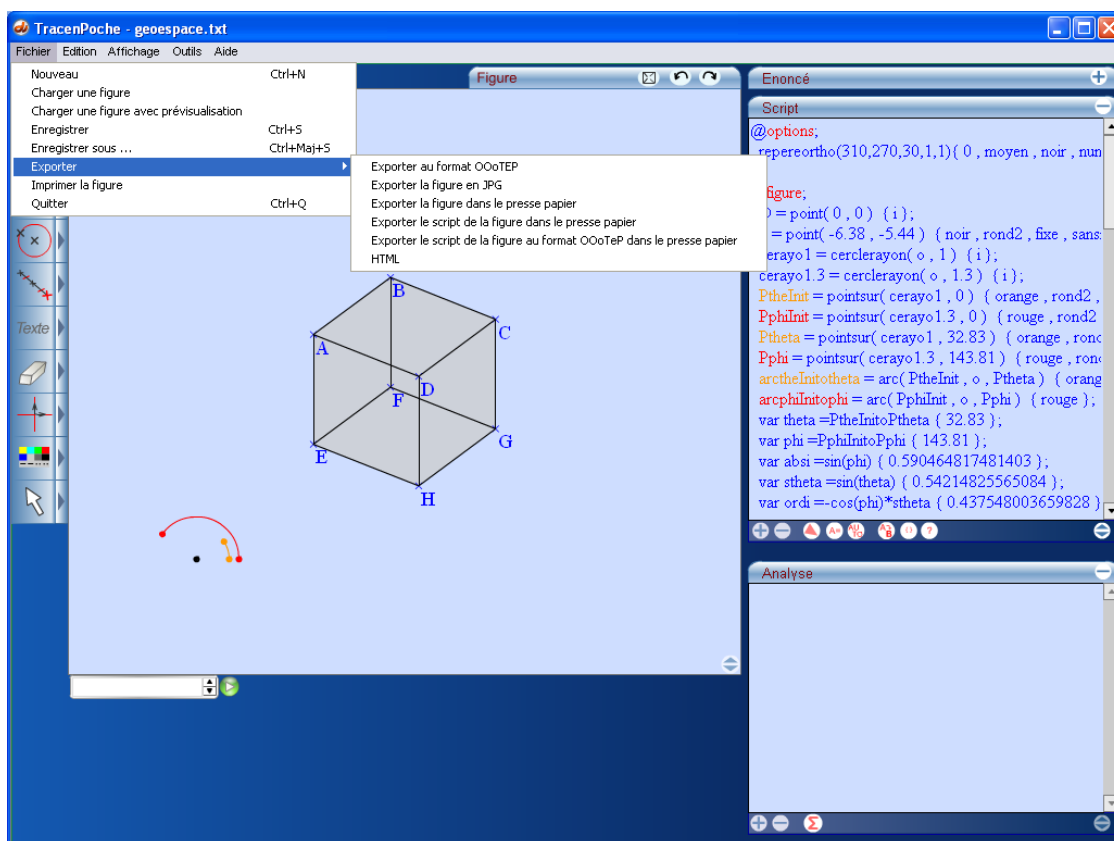 TracenPoche - geoespace.txt
Fichier Edition Affichage Outils Aide
Nouveau Ctrl+N
Charger une figure
Charger une figure avec prévisualisation
Enregistrer Ctrl+S
Enregistrer sous ... Ctrl+Maj+S
Exporter
Imprimer la figure
Quitter Ctrl+Q
Exporter au format OOoTEP
Exporter la figure en JPG
Exporter la figure dans le presse papier
Exporter le script de la figure dans le presse papier
Exporter le script de la figure au format OOoTeP dans le presse papier
HTML
Figure
Texte
B
C
A
D
F
G
E
H
Enoncé
Script
@options;
repereortho(310,270,30,1,1){ 0 , moyen , noir , num
figure;
= point( 0 , 0 ) { i };
= point( -6.38 , -5.44 ) { noir , rond2 , fixe , sans
cerayo1 = cerclerayon( o , 1 ) { i };
cerayo1.3 = cerclerayon( o , 1.3 ) { i };
PtheInit = pointsur( cerayo1 , 0 ) { orange , rond2 ,
PphiInit = pointsur( cerayo1.3 , 0 ) { rouge , rond2
Ptheta = pointsur( cerayo1 , 32.83 ) { orange , rond
Pphi = pointsur( cerayo1.3 , 143.81 ) { rouge , rond
arctheInitotheta = arc( PtheInit , o , Ptheta ) { orang
arcphiInitophi = arc( PphiInit , o , Pphi ) { rouge };
var theta =PtheInitoPtheta { 32.83 };
var phi =PphiInitoPphi { 143.81 };
var absi =sin(phi) { 0.590464817481403 };
var stheta =sin(theta) { 0.54214825565084 };
var ordi =-cos(phi)*stheta { 0.437548003659828 }
Analyse